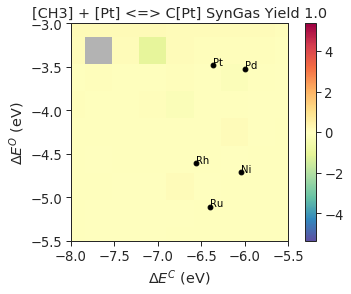 [CH3] + [Pt] <=> C[Pt] SynGas Yield 1.0
−3.0
−3.5
−4.0
−4.5
−5.0
−5.5
ΔE^O (eV)
Pt
Pd
Rh
Ni
Ru
−8.0 −7.5 −7.0 −6.5 −6.0 −5.5
ΔE^C (eV)
4
2
0
−2
−4